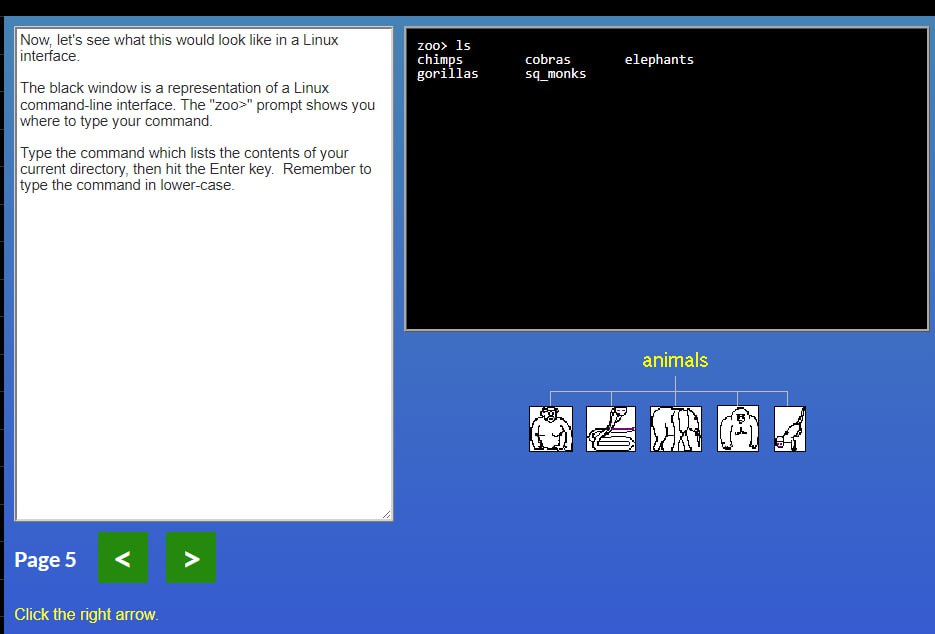 Now, let's see what this would look like in a Linux
interface.
The black window is a representation of a Linux
command-line interface. The "zoo>" prompt shows you
where to type your command.
Type the command which lists the contents of your
current directory, then hit the Enter key.  Remember to
type the command in lower-case.
zoo> ls
chimps cobras elephants
gorillas sq_monks
animals
Page 5 < >
Click the right arrow.